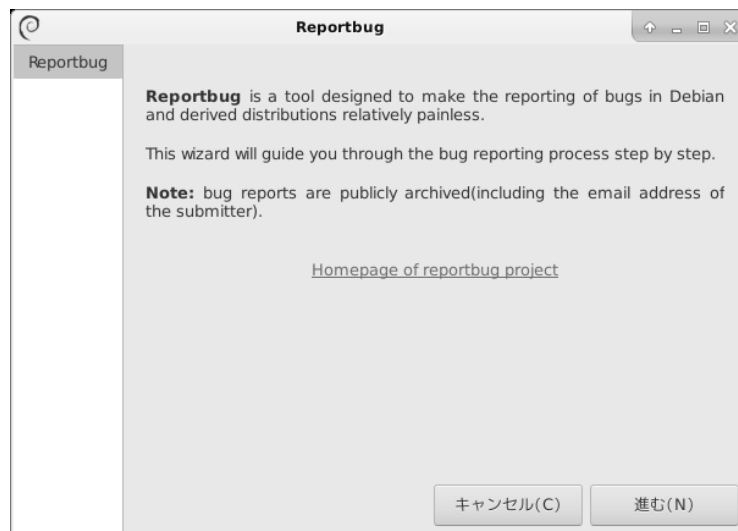 Reportbug
Reportbug
Reportbug is a tool designed to make the reporting of bugs in Debian
and derived distributions relatively painless.
This wizard will guide you through the bug reporting process step by step.
Note: bug reports are publicly archived(including the email address of
the submitter).
Homepage of reportbug project
キャンセル(C)
進む(N)